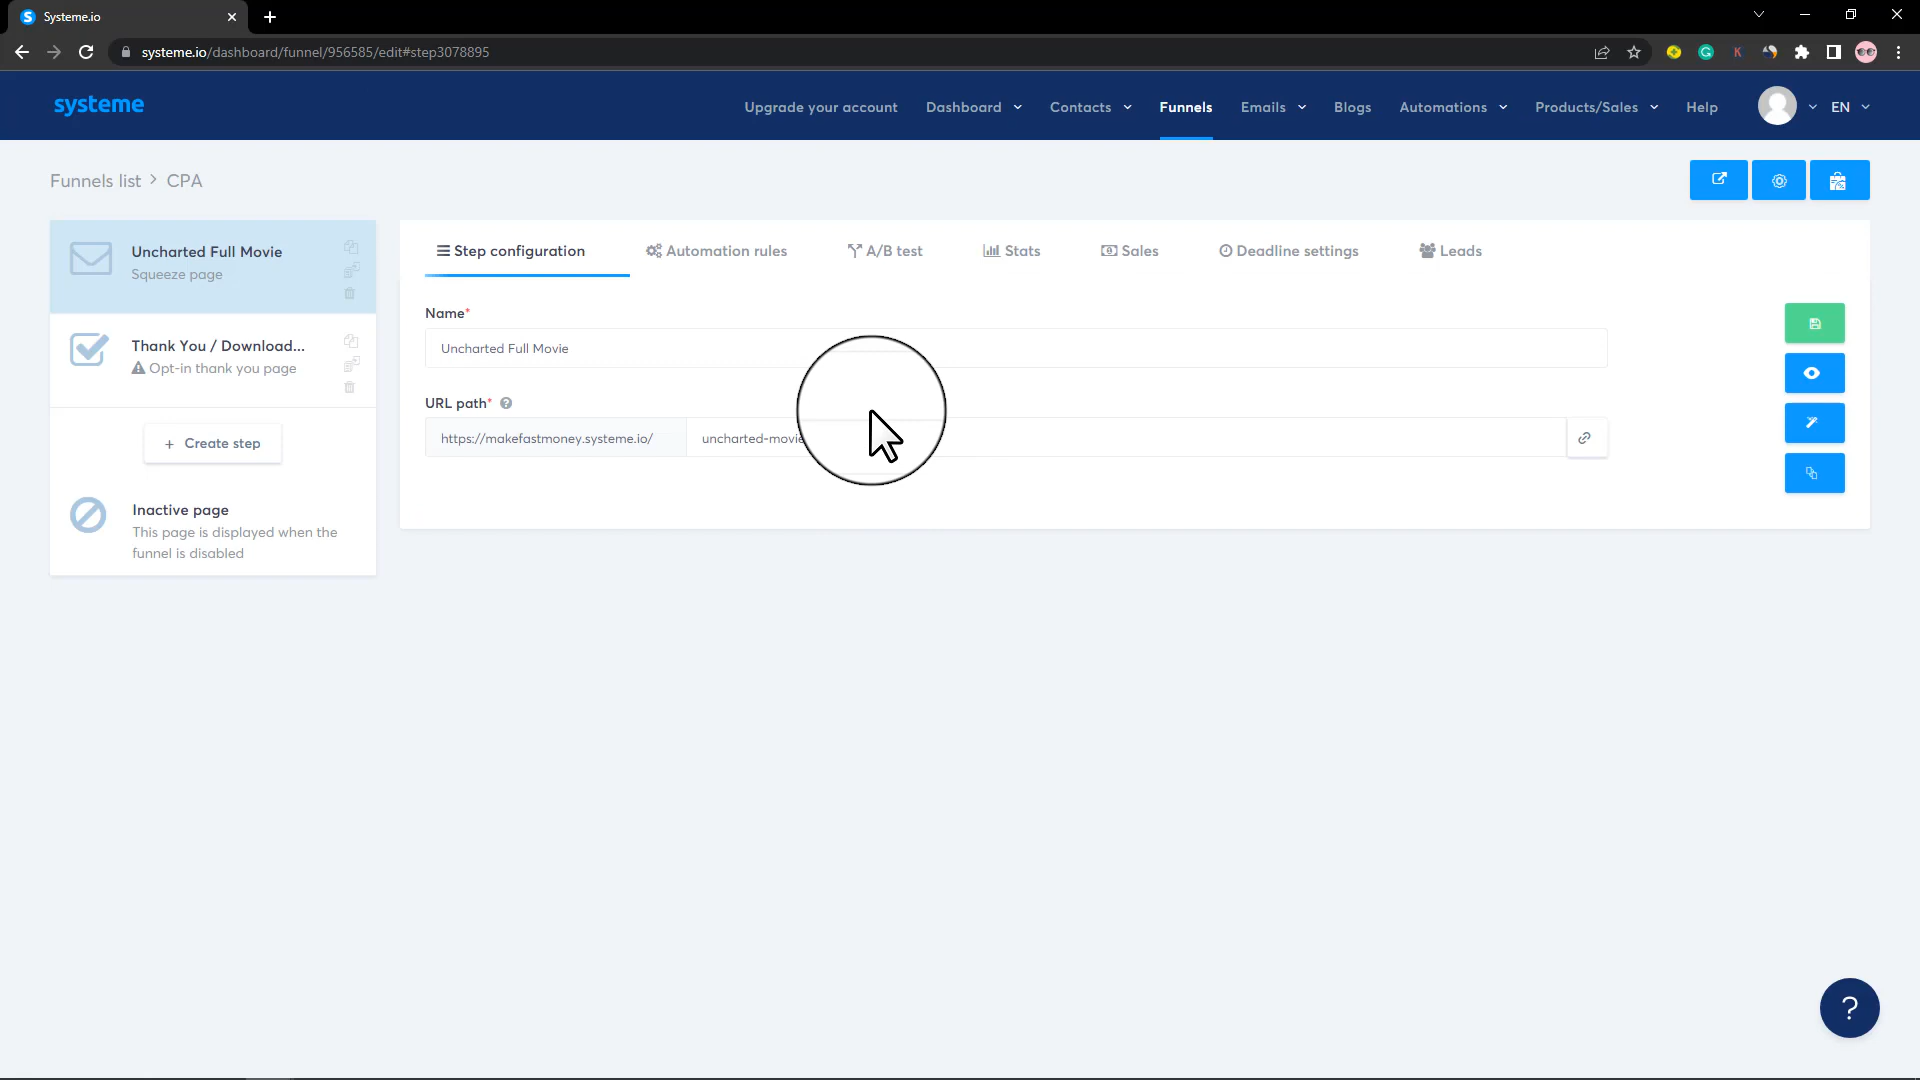 Systeme.io
systeme.io/dashboard/funnel/956585/edit#step3078895
systeme
Upgrade your account
Dashboard
Contacts
Funnels
Emails
Blogs
Automations
Products/Sales
Help
EN
Funnels list > CPA
Uncharted Full Movie
Squeeze page
Thank You / Download...
Opt-in thank you page
+ Create step
Inactive page
This page is displayed when the
funnel is disabled
Step configuration
Automation rules
A/B test
Stats
Sales
Deadline settings
Leads
Name*
Uncharted Full Movie
URL path* ?
https://makefastmoney.systeme.io/
uncharted-movie
?